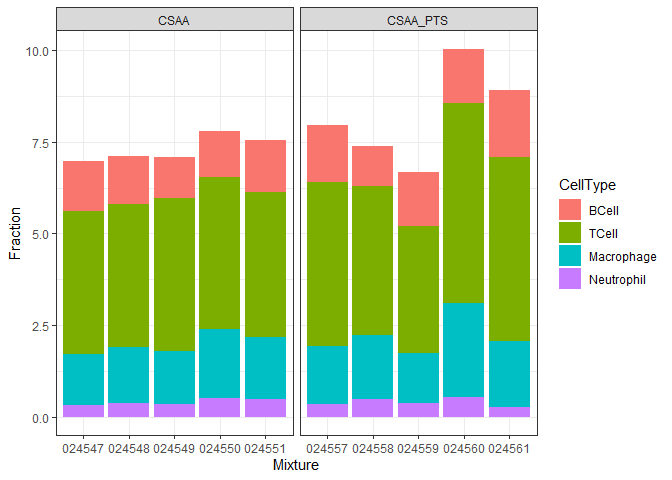 CSAA
CSAA_PTS
10.0
7.5
5.0
2.5
0.0
Fraction
024547 024548 024549 024550 024551
024557 024558 024559 024560 024561
Mixture
CellType
BCell
TCell
Macrophage
Neutrophil